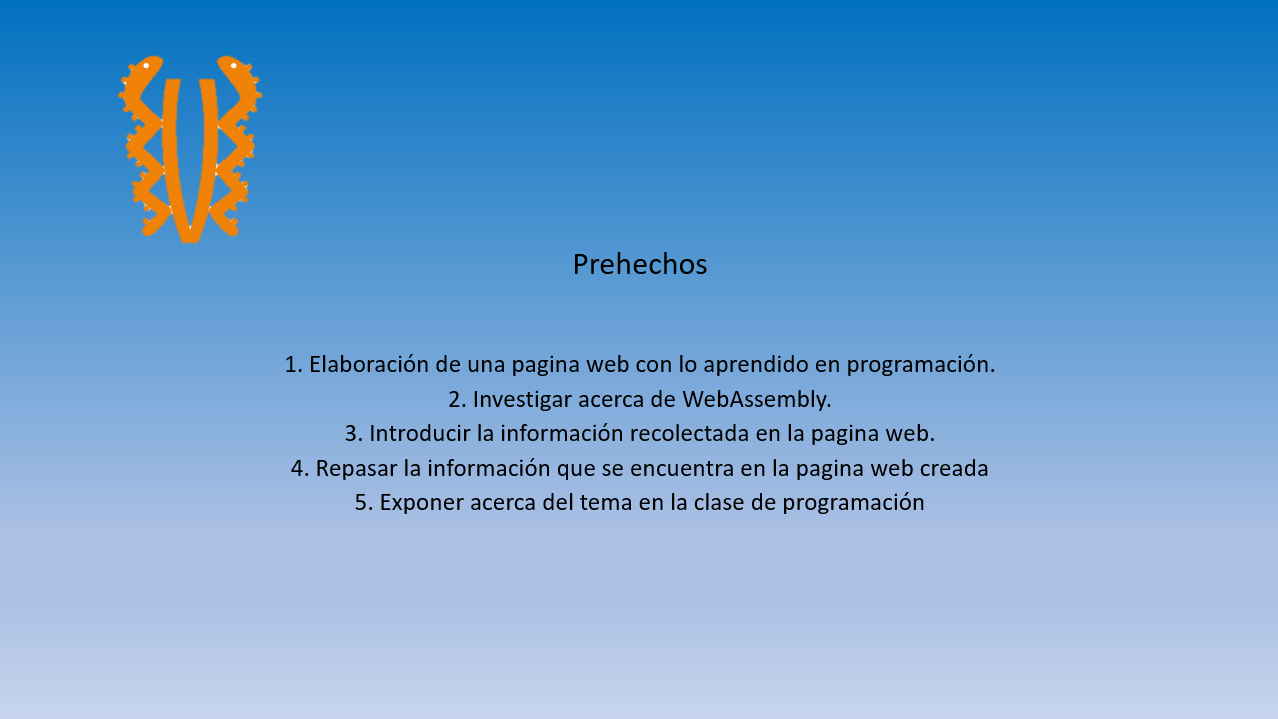 Prehechos
1. Elaboración de una pagina web con lo aprendido en programación.
2. Investigar acerca de WebAssembly.
3. Introducir la información recolectada en la pagina web.
4. Repasar la información que se encuentra en la pagina web creada
5. Exponer acerca del tema en la clase de programación